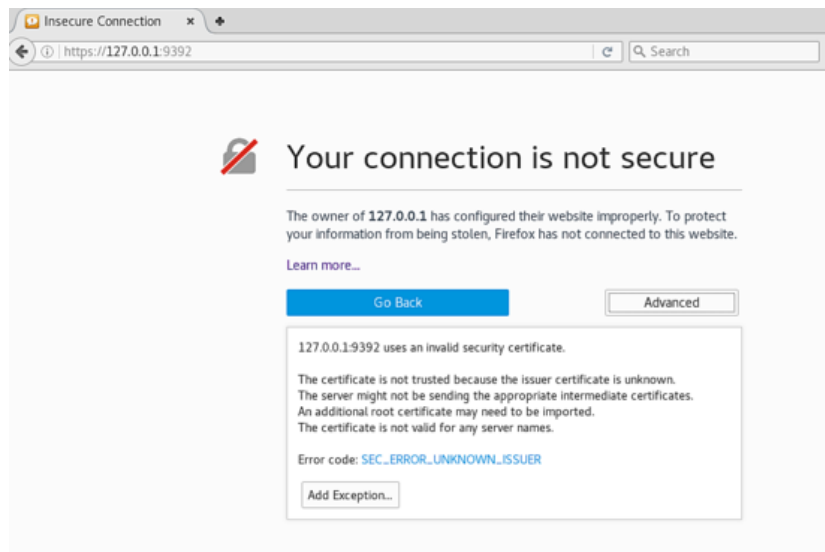 Insecure Connection
https://127.0.0.1:9392
Search
Your connection is not secure
The owner of 127.0.0.1 has configured their website improperly. To protect
your information from being stolen, Firefox has not connected to this website.
Learn more...
Go Back
Advanced
127.0.0.1:9392 uses an invalid security certificate.
The certificate is not trusted because the issuer certificate is unknown.
The server might not be sending the appropriate intermediate certificates.
An additional root certificate may need to be imported.
The certificate is not valid for any server names.
Error code: SEC_ERROR_UNKNOWN_ISSUER
Add Exception...